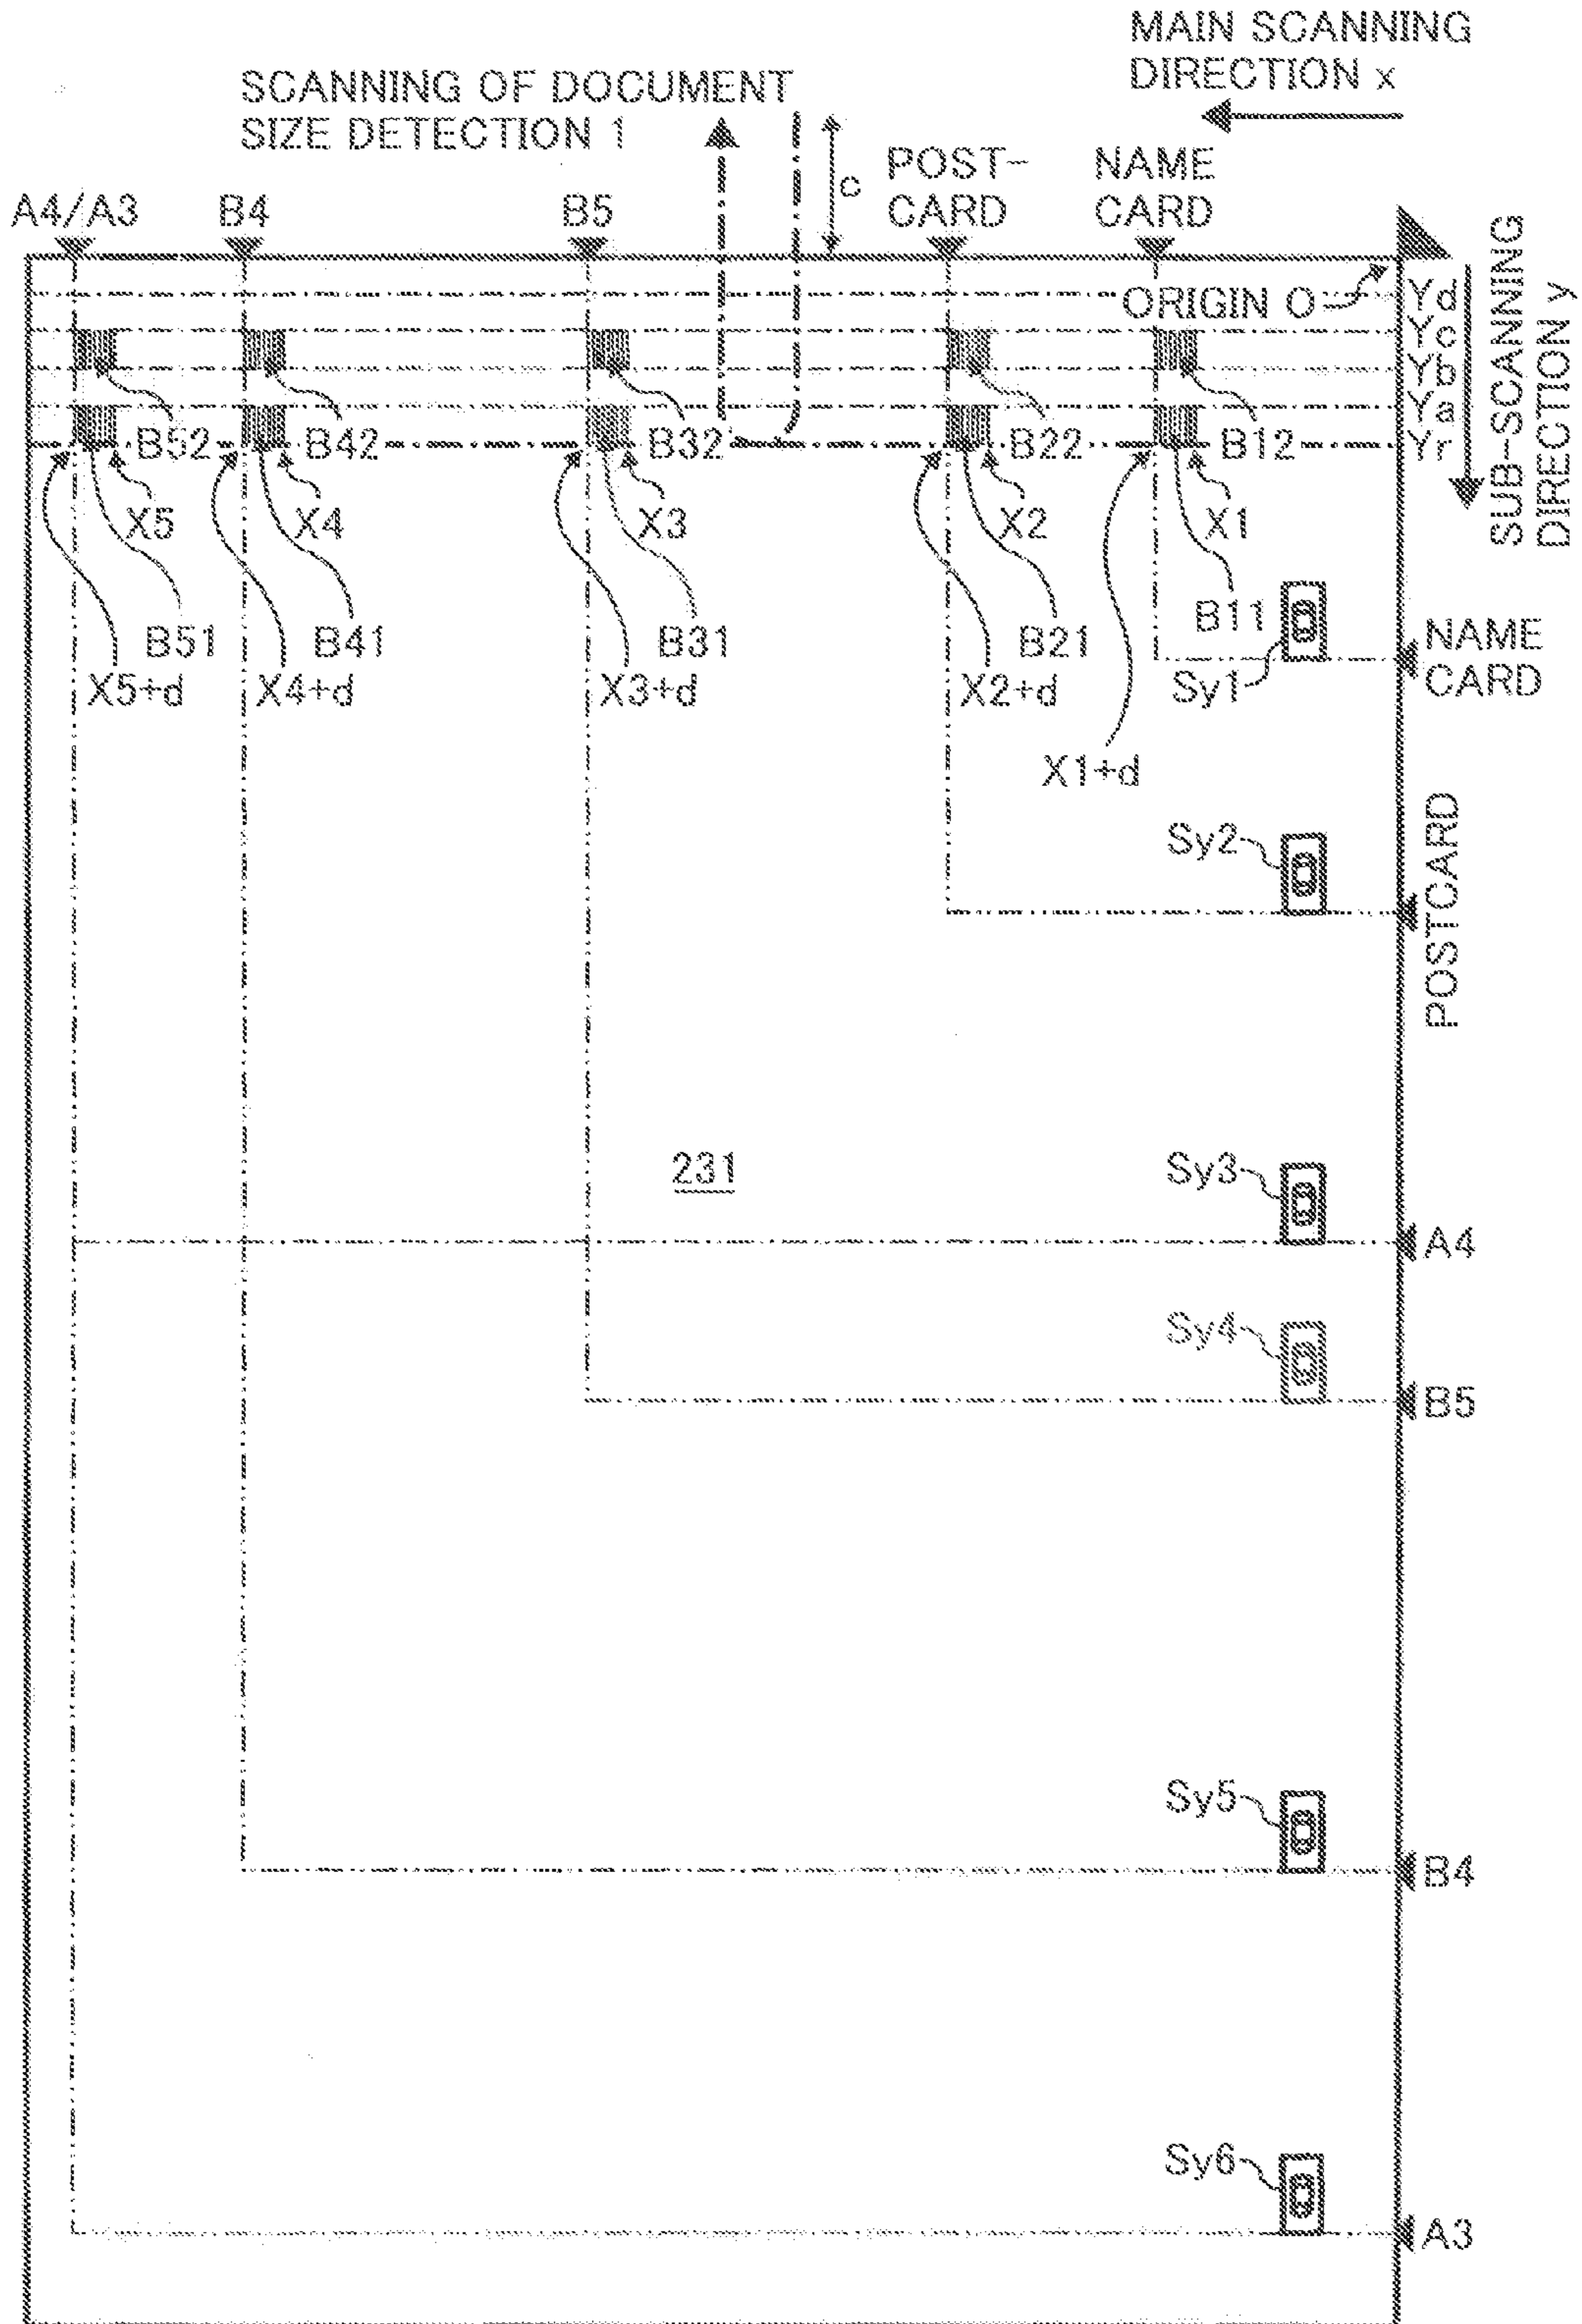 MAIN SCANNING
DIRECTION x
SCANNING OF DOCUMENT
SIZE DETECTION 1
c
POST-
CARD
NAME
CARD
A4/A3
B4
B5
ORIGIN O
Yd
Yc
Yb
Ya
Yr
SUB-SCANNING
DIRECTION y
B52
B42
B32
B22
B12
X5
X4
X3
X2
X1
B51
B41
B31
B21
B11
X5+d
X4+d
X3+d
X2+d
X1+d
Sy1
NAME
CARD
Sy2
POSTCARD
231
Sy3
A4
Sy4
B5
Sy5
B4
Sy6
A3